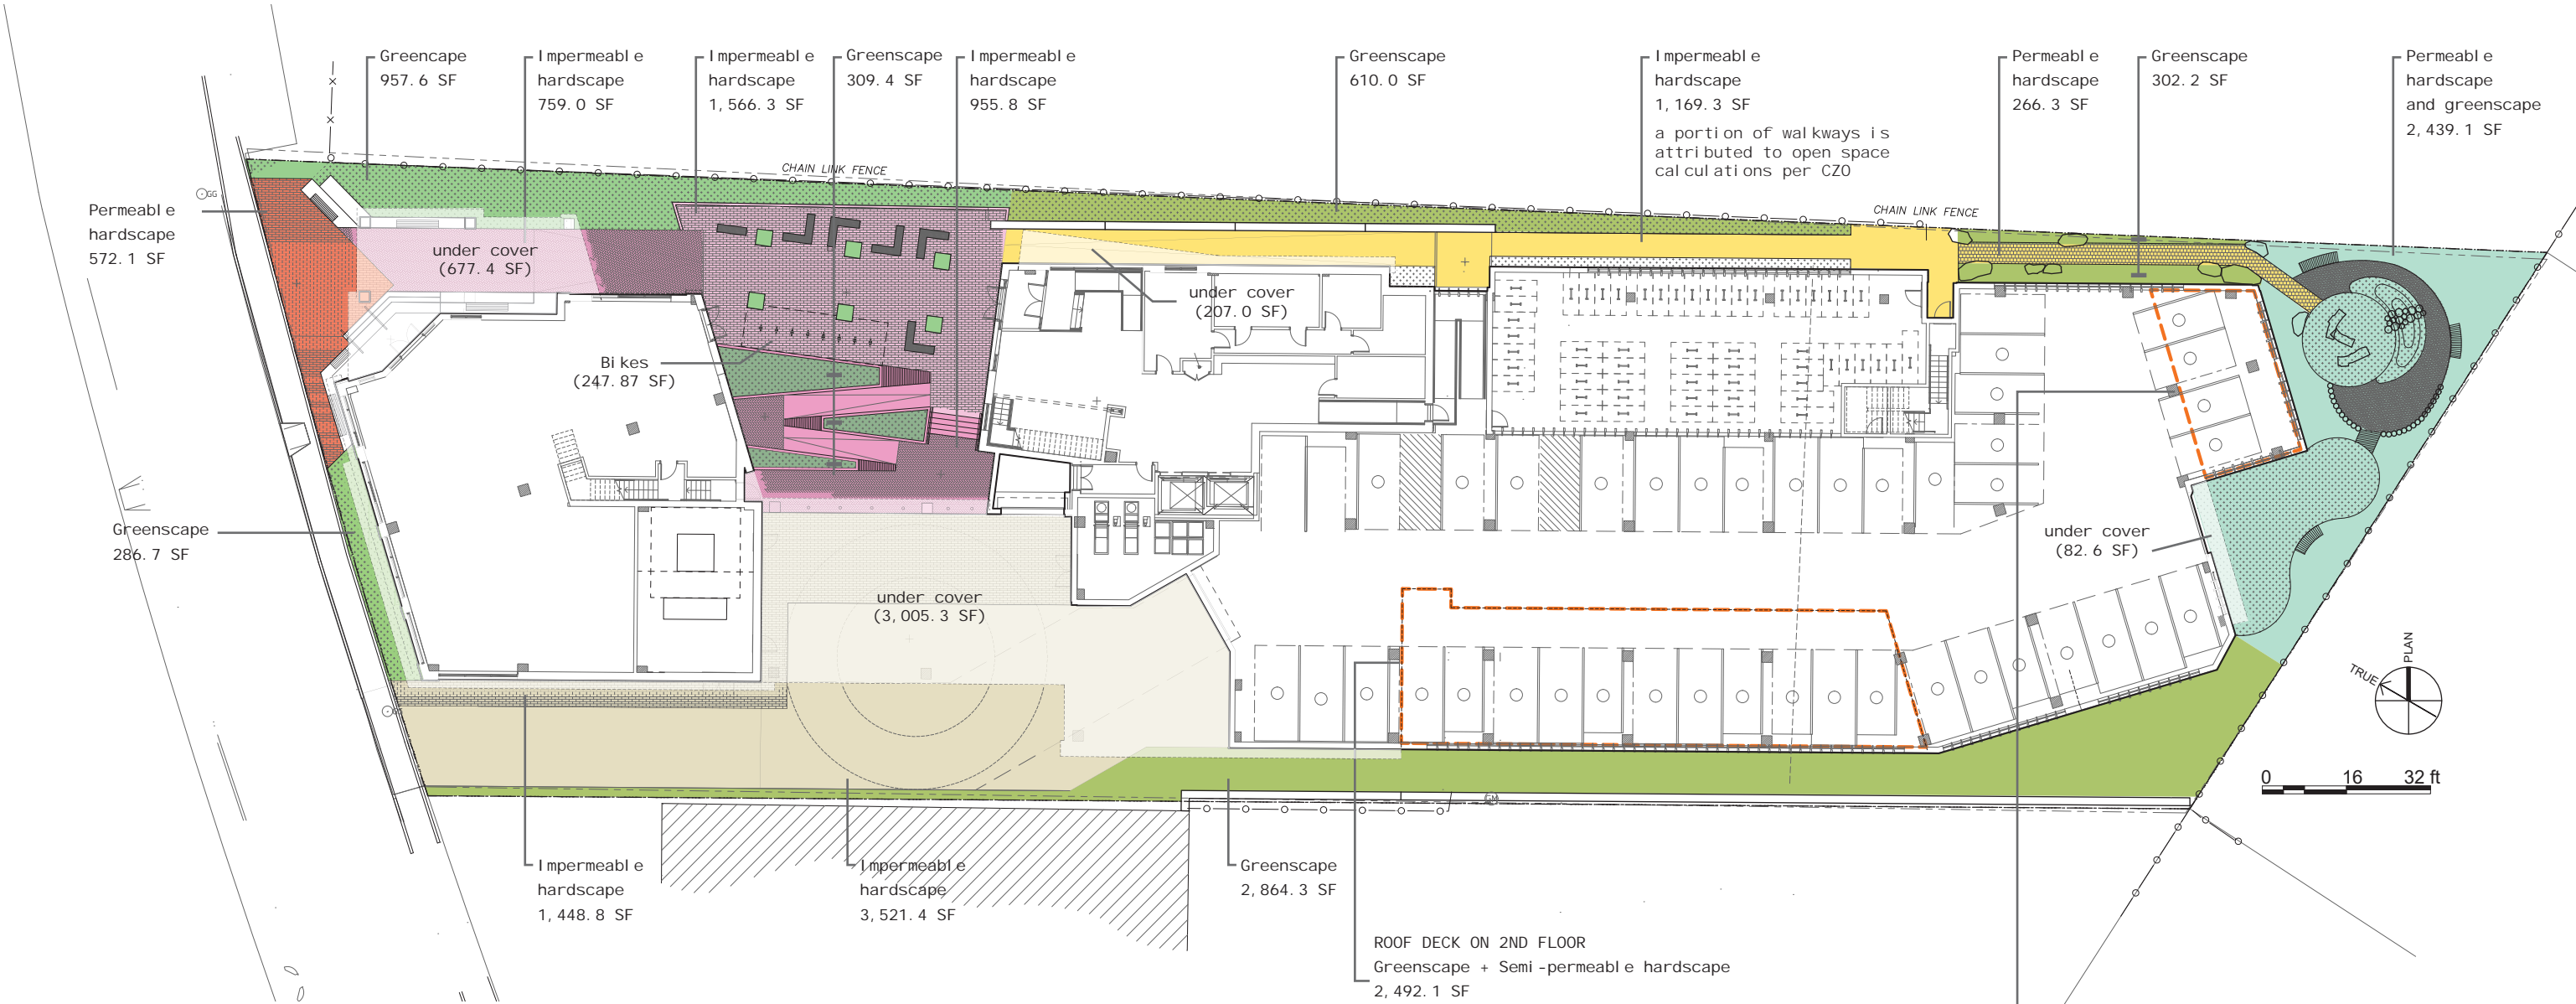 Greencape
957.6 SF
Impermeable
hardscape
759.0 SF
Impermeable
hardscape
1,566.3 SF
Greenscape
309.4 SF
Impermeable
hardscape
955.8 SF
Greenscape
610.0 SF
Impermeable
hardscape
1,169.3 SF
a portion of walkways is
attributed to open space
calculations per CZO
Permeable
hardscape
266.3 SF
Greenscape
302.2 SF
Permeable
hardscape
and greenscape
2,439.1 SF
CHAIN LINK FENCE
CHAIN LINK FENCE
GG
Permeable
hardscape
572.1 SF
under cover
(677.4 SF)
under cover
(207.0 SF)
Bikes
(247.87 SF)
Greenscape
286.7 SF
under cover
(82.6 SF)
under cover
(3,005.3 SF)
PLAN
TRUE
0 16 32 ft
GM
Impermeable
hardscape
1,448.8 SF
Impermeable
hardscape
3,521.4 SF
Greenscape
2,864.3 SF
ROOF DECK ON 2ND FLOOR
Greenscape + Semi-permeable hardscape
2,492.1 SF